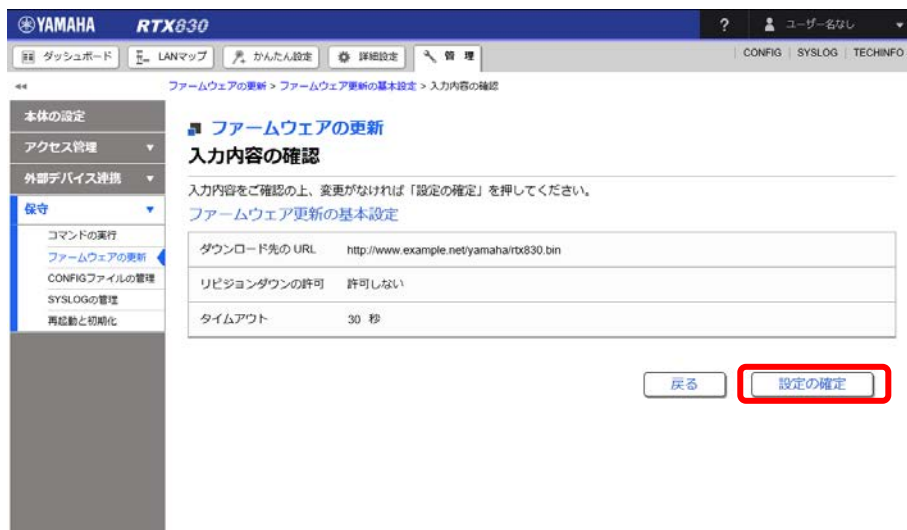 YAMAHA RTX830 ? ユーザー名なし
ダッシュボード LANマップ かんたん設定 詳細設定 管 理 CONFIG SYSLOG TECHINFO
ファームウェアの更新 > ファームウェア更新の基本設定 > 入力内容の確認
本体の設定
アクセス管理
外部デバイス連携
保守
コマンドの実行
ファームウェアの更新
CONFIGファイルの管理
SYSLOGの管理
再起動と初期化
ファームウェアの更新
入力内容の確認
入力内容をご確認の上、変更がなければ「設定の確定」を押してください。
ファームウェア更新の基本設定
ダウンロード先の URL http://www.example.net/yamaha/rtx830.bin
リビジョンダウンの許可 許可しない
タイムアウト 30 秒
戻る 設定の確定